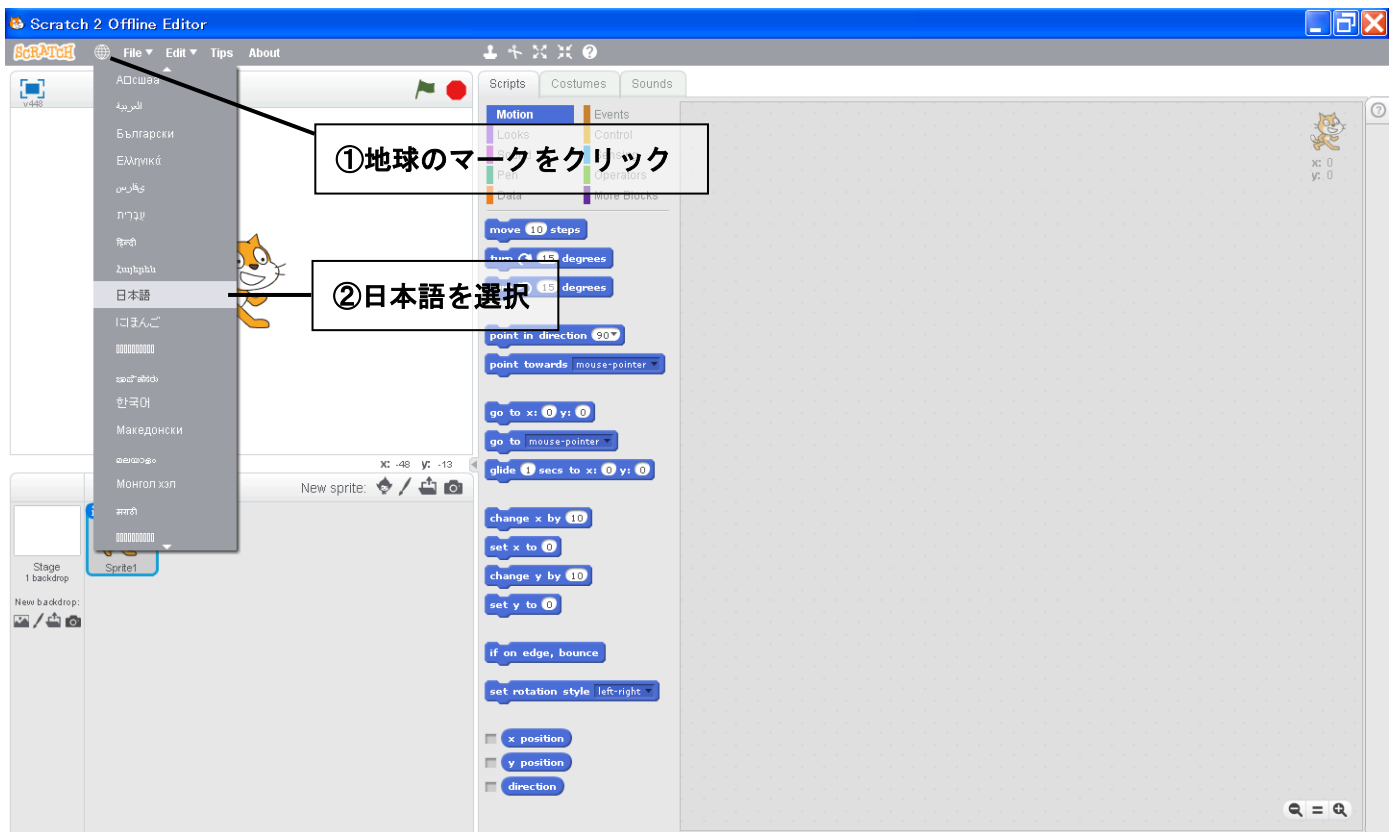 Scratch 2 Offline Editor
SCRATCH File Edit Tips About
v448
العربية
Български
Ελληνικά
עִבְרִית
हिन्दी
Հայերեն
日本語
にほんご
한국어
Македонски
മലയാളം
Монгол хэл
मराठी
①地球のマークをクリック
②日本語を選択
X: -48 y: -13
New sprite:
Stage
1 backdrop
Sprite1
New backdrop:
Scripts Costumes Sounds
Motion Events
Looks Control
Pen Operators
Data More Blocks
move 10 steps
turn 15 degrees
15 degrees
point in direction 90
point towards mouse-pointer
go to x: 0 y: 0
go to mouse-pointer
glide 1 secs to x: 0 y: 0
change x by 10
set x to 0
change y by 10
set y to 0
if on edge, bounce
set rotation style left-right
x position
y position
direction
x: 0
y: 0